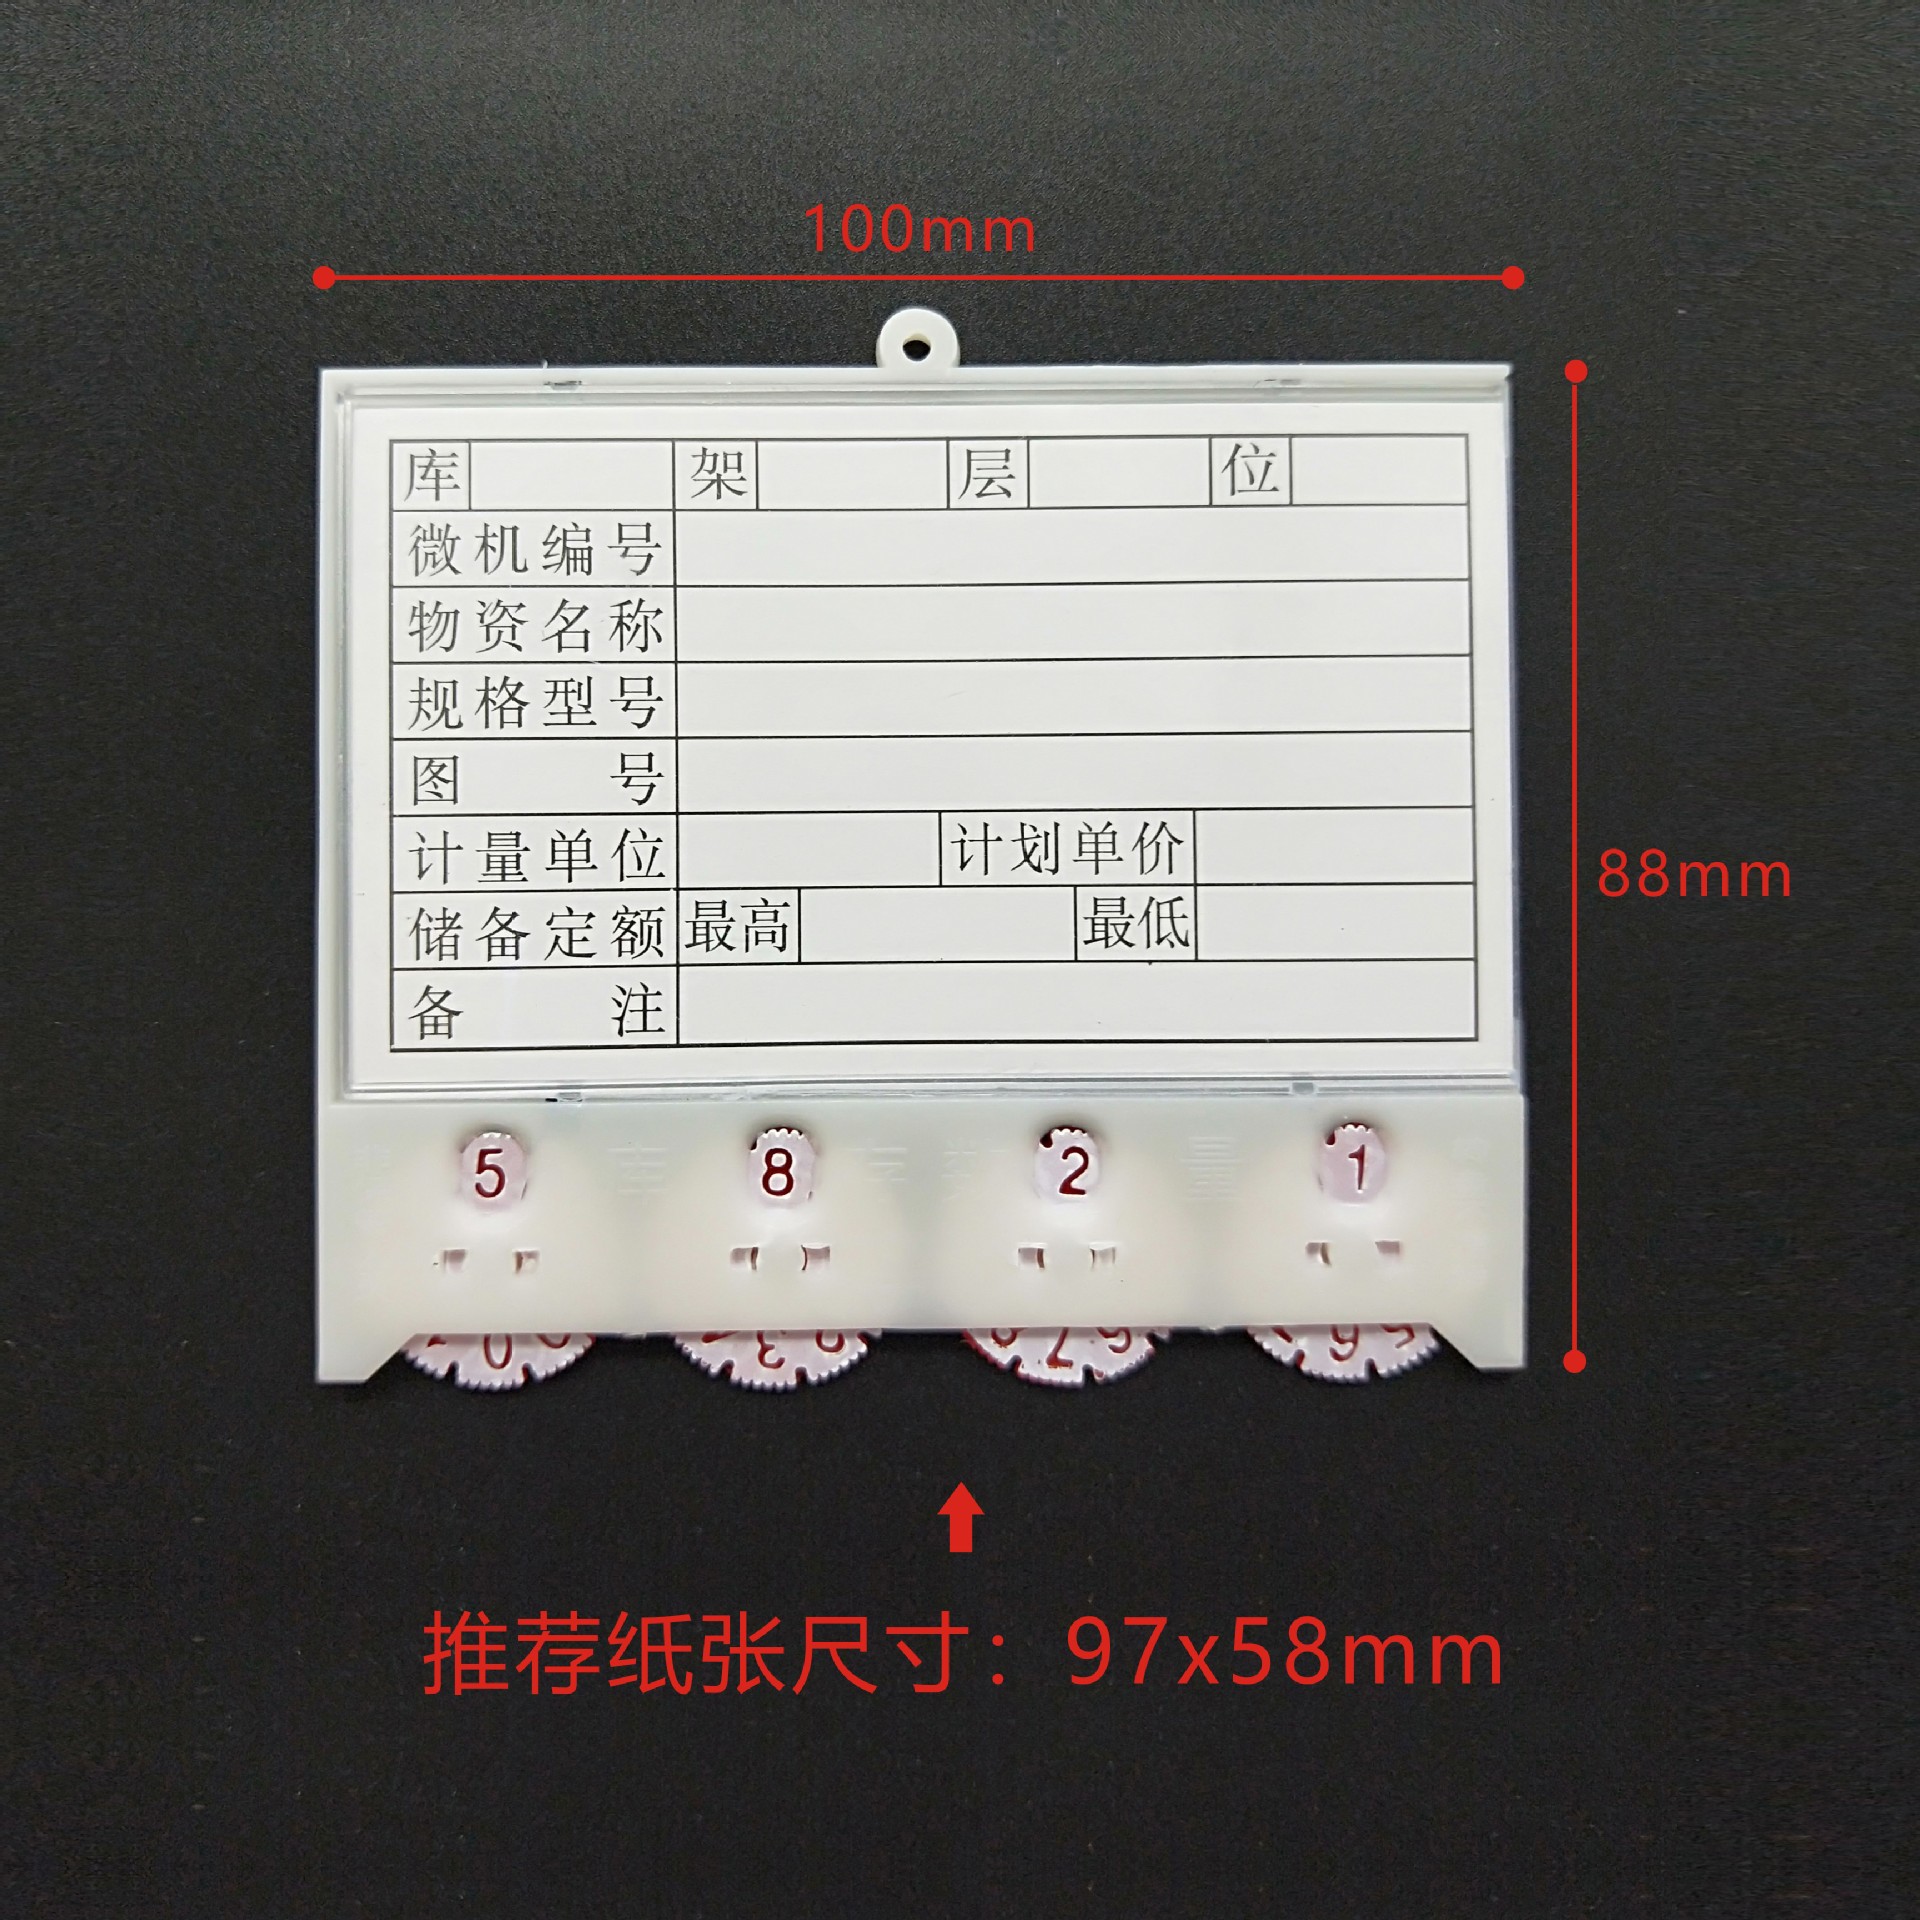 100mm
库 架 层 位
微机编号
物资名称
规格型号
图号
计量单位 计划单价
储备定额 最高 最低
备注
88mm
5 8 2 1
推荐纸张尺寸：97x58mm